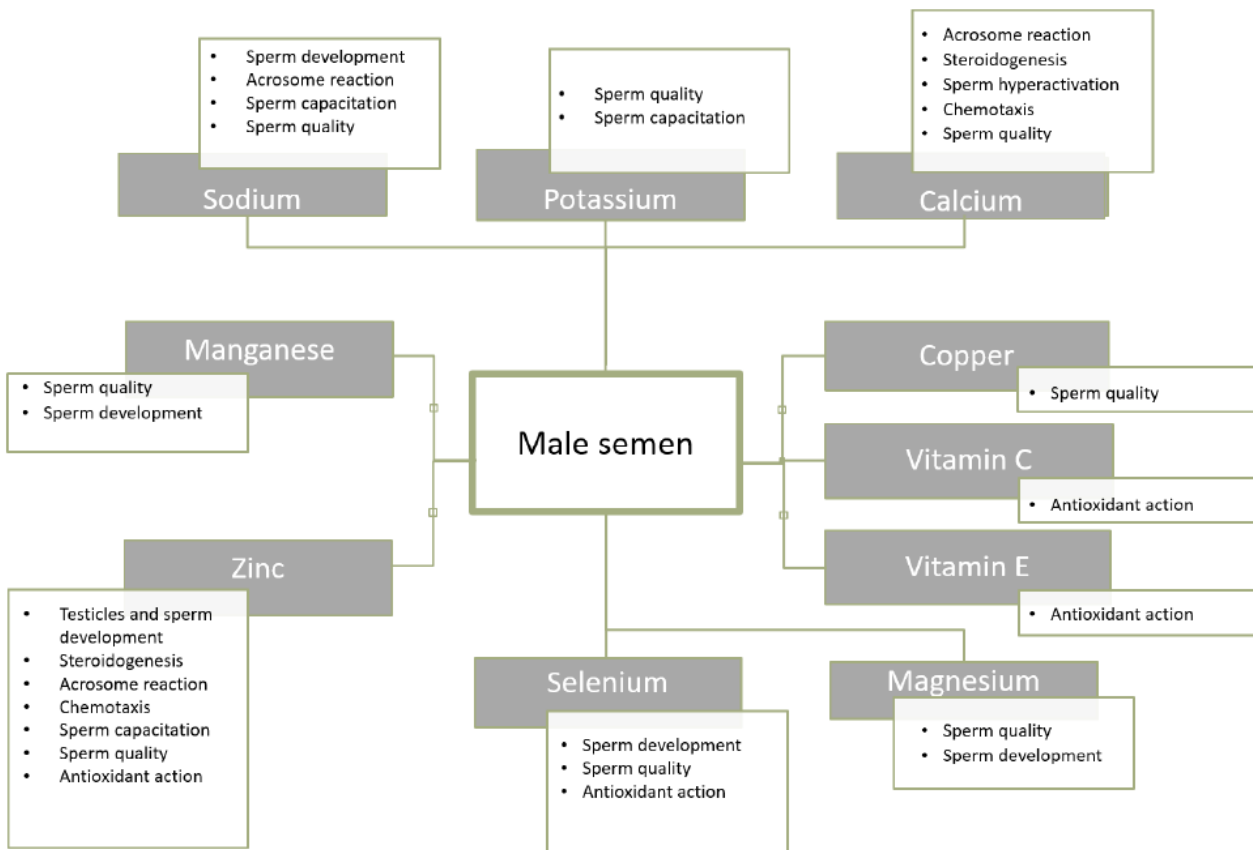 • Sperm development
• Acrosome reaction
• Sperm capacitation
• Sperm quality
Sodium
• Sperm quality
• Sperm capacitation
Potassium
• Acrosome reaction
• Steroidogenesis
• Sperm hyperactivation
• Chemotaxis
• Sperm quality
Calcium
Manganese
• Sperm quality
• Sperm development
Male semen
Copper
• Sperm quality
Vitamin C
• Antioxidant action
Vitamin E
• Antioxidant action
Zinc
• Testicles and sperm
development
• Steroidogenesis
• Acrosome reaction
• Chemotaxis
• Sperm capacitation
• Sperm quality
• Antioxidant action
Selenium
• Sperm development
• Sperm quality
• Antioxidant action
Magnesium
• Sperm quality
• Sperm development